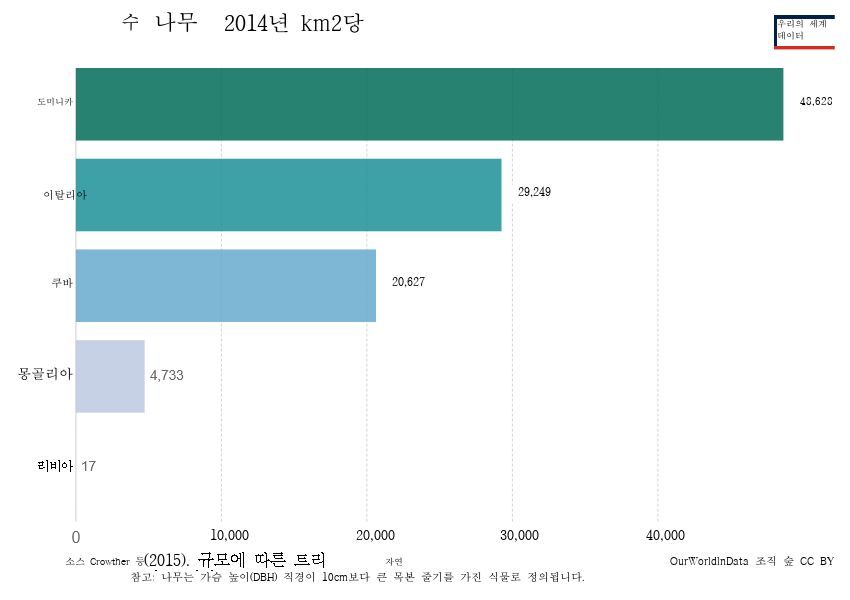 수 나무 2014년 km2당
우리의 세계
데이터
도미니카
48,628
이탈리아
29,249
쿠바
20,627
몽골리아
4,733
리비아
17
0
10,000
20,000
30,000
40,000
소스 Crowther 등(2015). 규모에 따른 트리 자연
OurWorldInData 조직 숲 CC BY
참고: 나무는 가슴 높이(DBH) 직경이 10cm보다 큰 목본 줄기를 가진 식물로 정의됩니다.